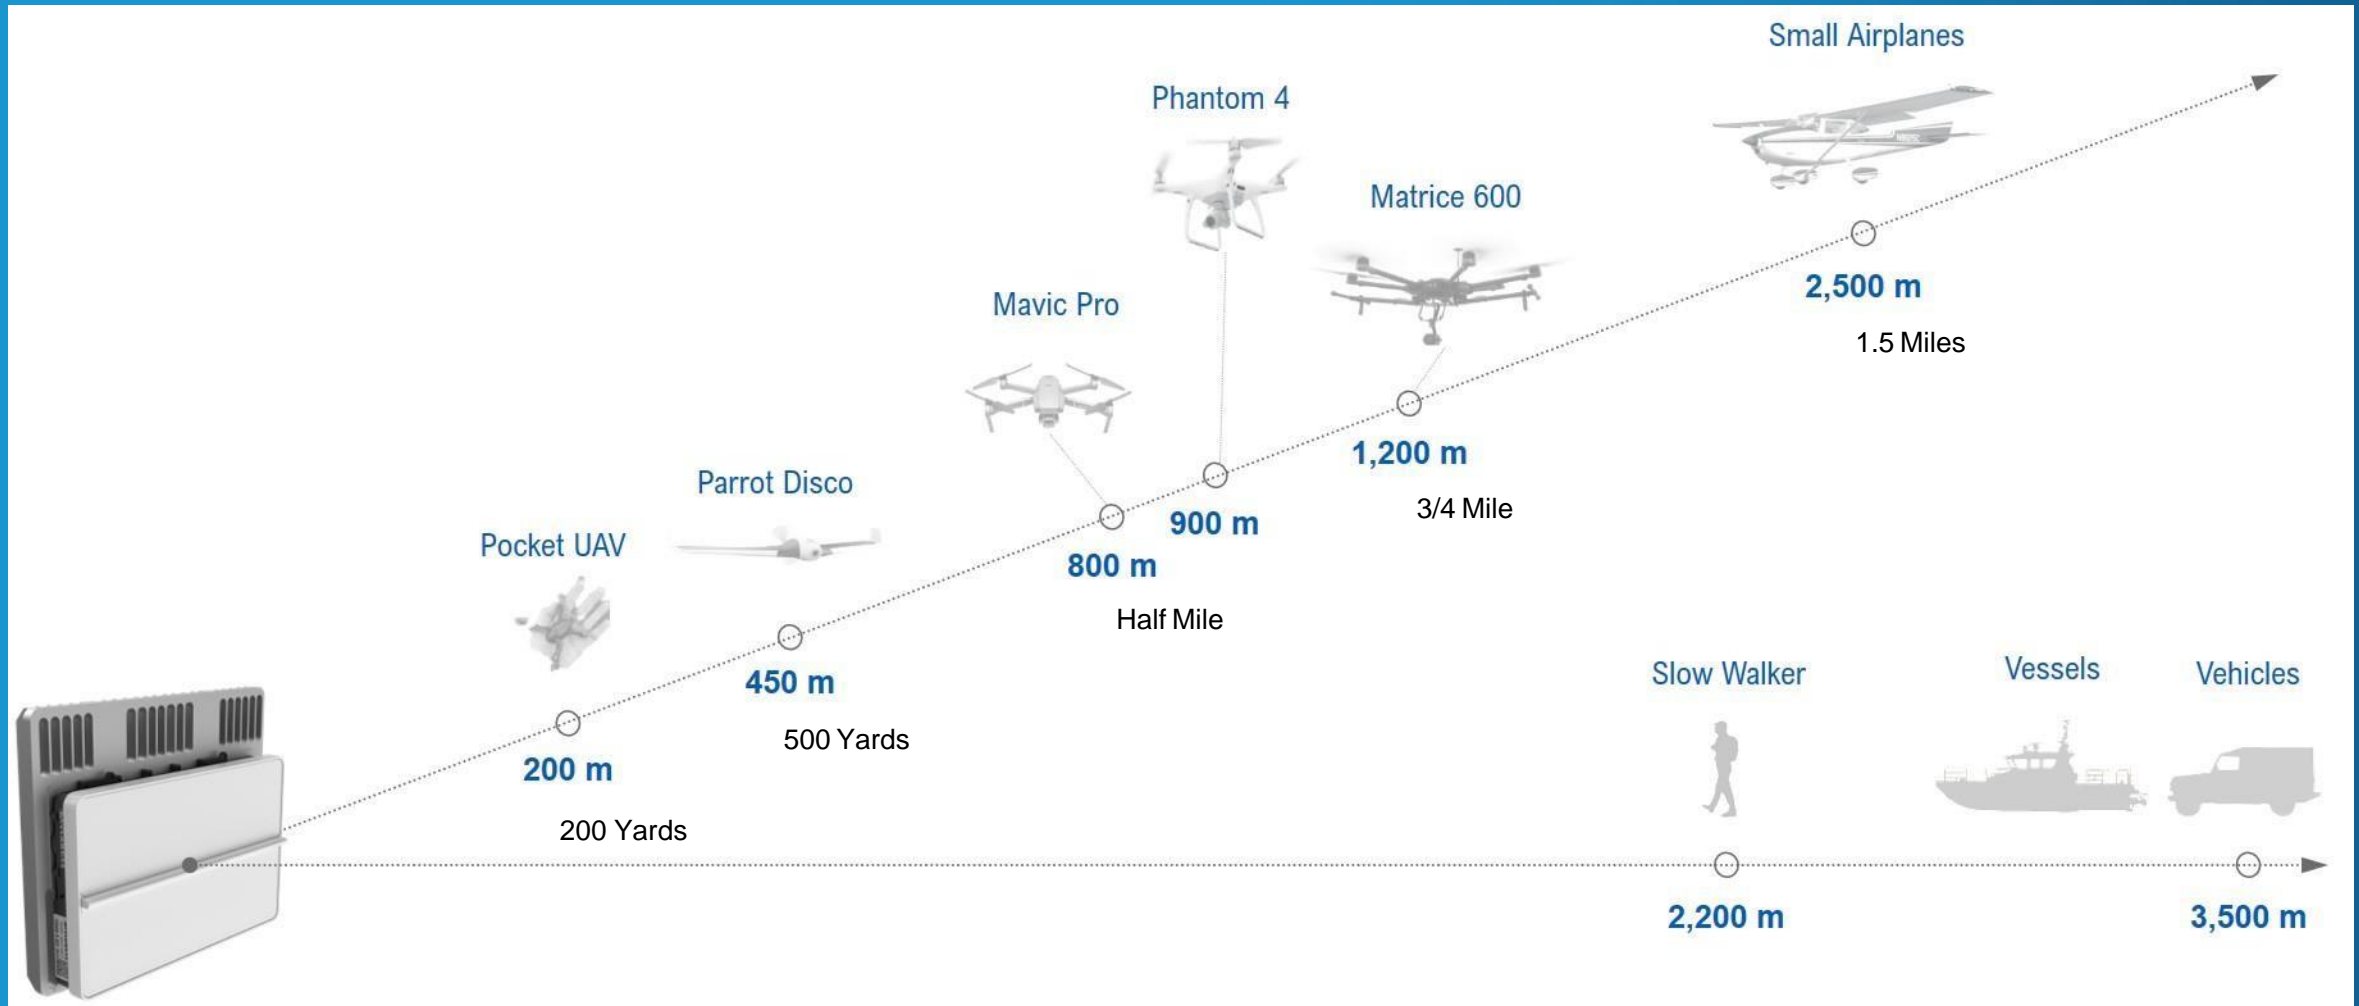 Small Airplanes
Phantom 4
Matrice 600
2,500 m
Mavic Pro
1.5 Miles
1,200 m
Parrot Disco
3/4 Mile
900 m
Pocket UAV
800 m
Half Mile
450 m
Slow Walker
Vessels
Vehicles
500 Yards
200 m
200 Yards
2,200 m
3,500 m